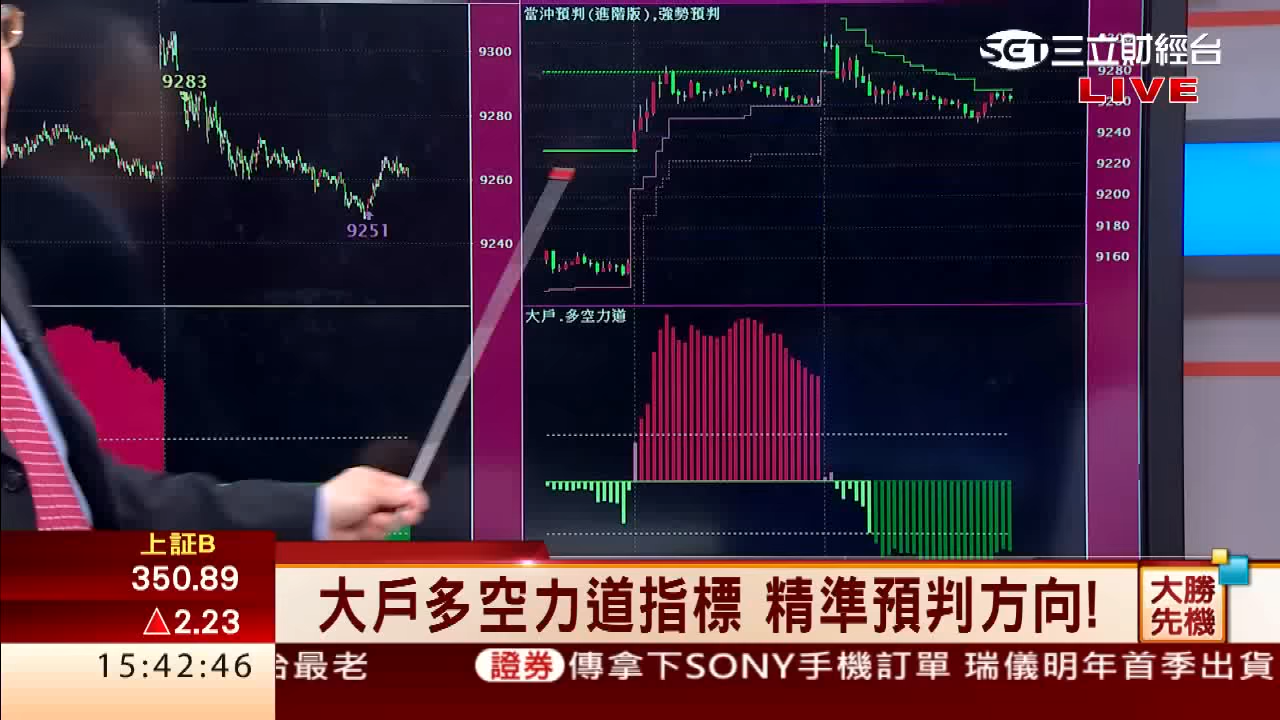 當沖預判(進階版),強勢預判
SET三立財經台
LIVE
9283
9251
9300
9280
9260
9240
9280
9260
9240
9220
9200
9180
9160
大戶.多空力道
上証B
350.89
△2.23
15:42:46
大戶多空力道指標 精準預判方向!
大勝
先機
台最老
證券 傳拿下SONY手機訂單 瑞儀明年首季出貨